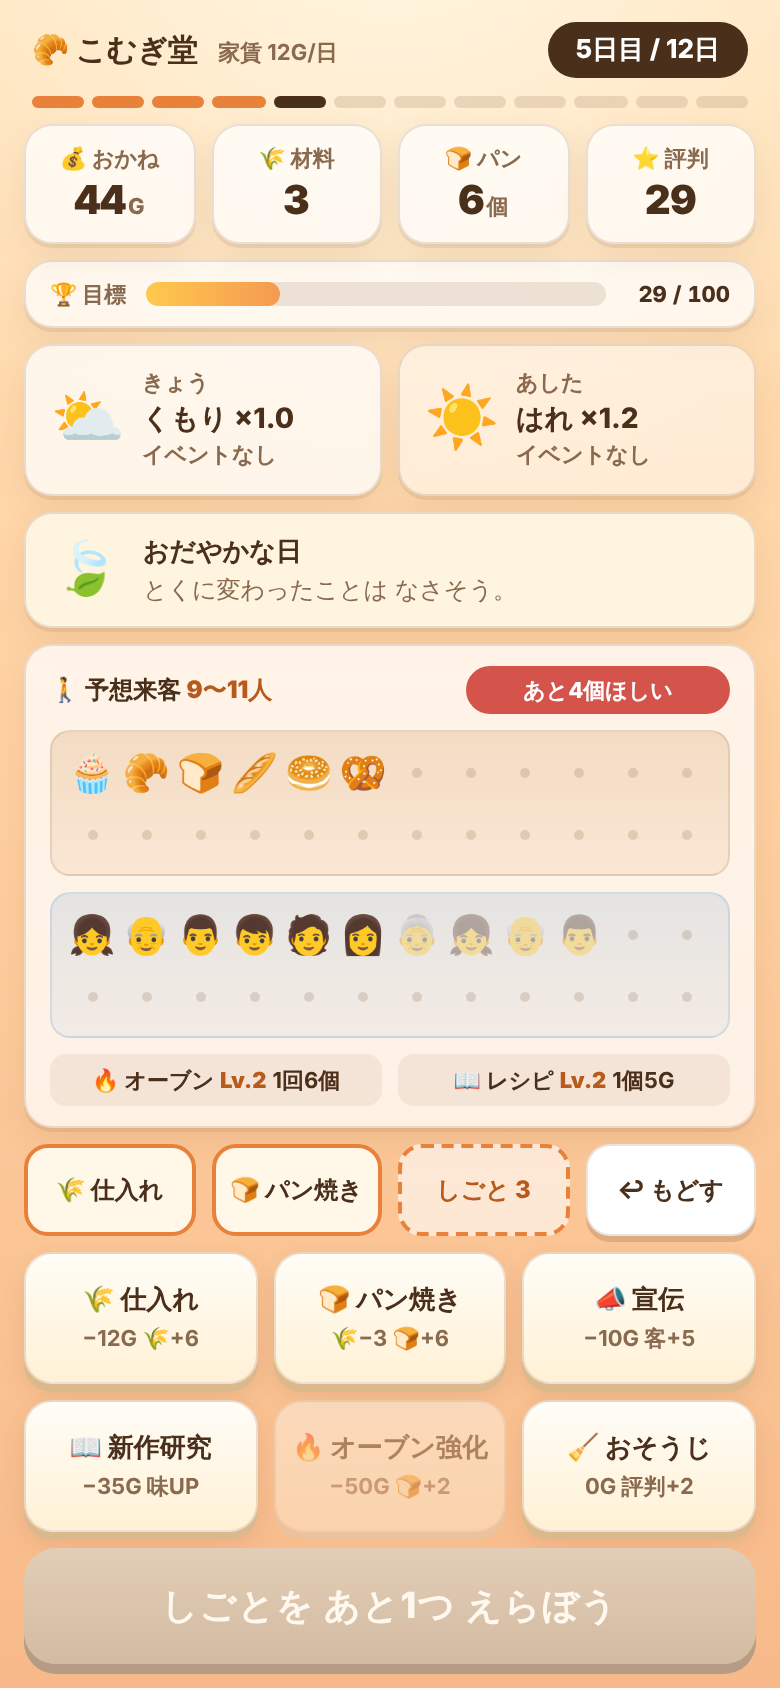 こむぎ堂 家賃 12G/日 5日目 / 12日
おかね 材料 パン 評判
44G 3 6個 29
目標 29 / 100
きょう
くもり ×1.0
イベントなし
あした
はれ ×1.2
イベントなし
おだやかな日
とくに変わったことは なさそう。
予想来客 9〜11人 あと4個ほしい
オーブン Lv.2 1回6個 レシピ Lv.2 1個5G
仕入れ パン焼き しごと 3 ↩ もどす
仕入れ パン焼き 宣伝
−12G +6 −3 +6 −10G 客+5
新作研究 オーブン強化 おそうじ
−35G 味UP −50G +2 0G 評判+2
しごとを あと1つ えらぼう